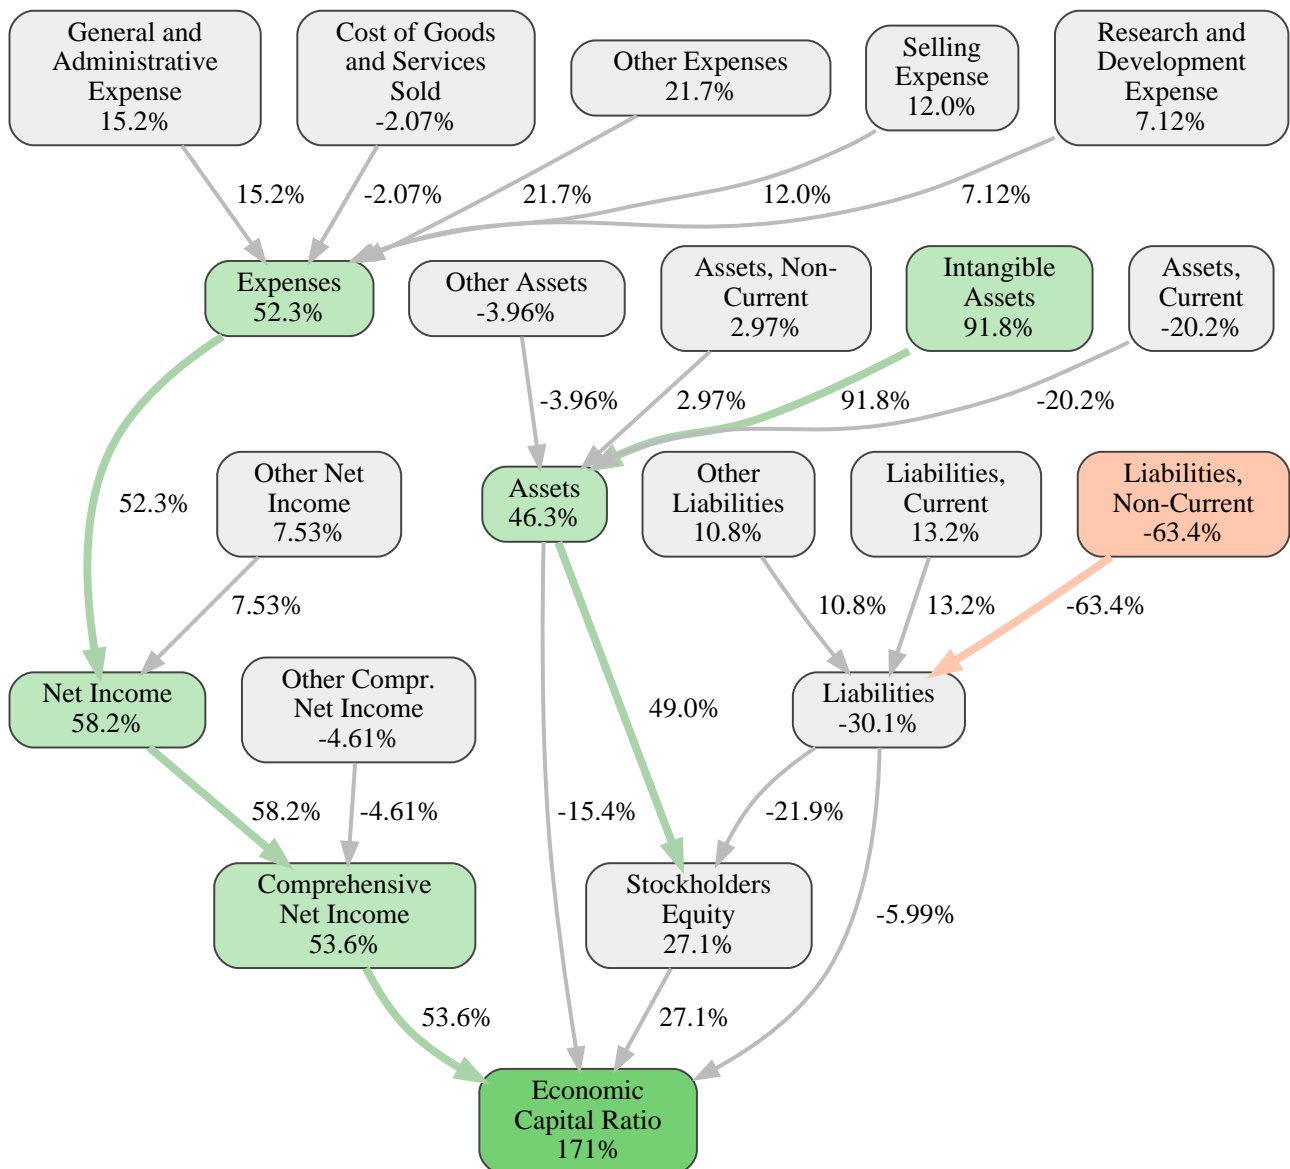 General and
Administrative
Expense
15.2%
Cost of Goods
and Services
Sold
-2.07%
Other Expenses
21.7%
Selling
Expense
12.0%
Research and
Development
Expense
7.12%
15.2%
-2.07%
21.7%
12.0%
7.12%
Expenses
52.3%
Other Assets
-3.96%
Assets, Non-
Current
2.97%
Intangible
Assets
91.8%
Assets,
Current
-20.2%
-3.96%
2.97%
91.8%
-20.2%
52.3%
Other Net
Income
7.53%
Assets
46.3%
Other
Liabilities
10.8%
Liabilities,
Current
13.2%
Liabilities,
Non-Current
-63.4%
7.53%
10.8%
13.2%
-63.4%
Net Income
58.2%
Other Compr.
Net Income
-4.61%
49.0%
Liabilities
-30.1%
58.2%
-4.61%
-15.4%
-21.9%
Comprehensive
Net Income
53.6%
Stockholders
Equity
27.1%
-5.99%
53.6%
27.1%
Economic
Capital Ratio
171%